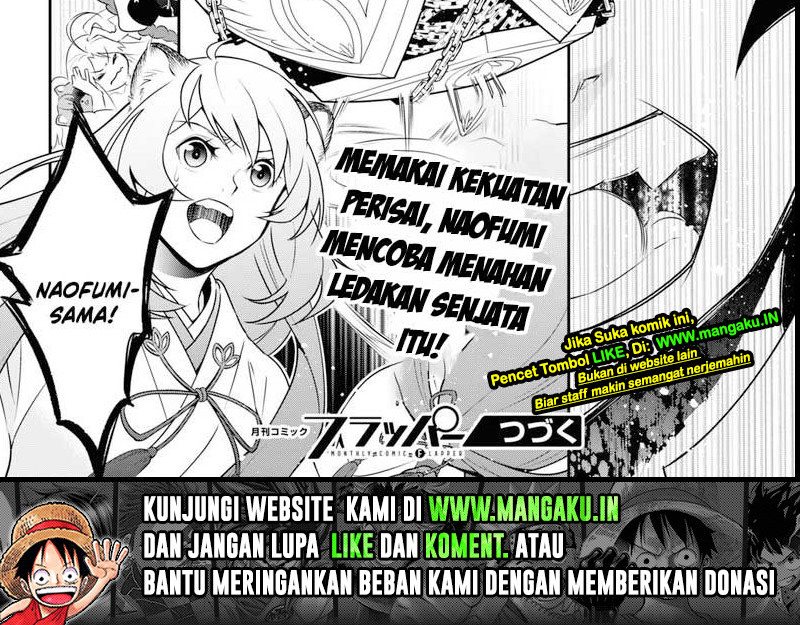 NAOFUMI-
SAMA!
MEMAKAI KEKUATAN
PERISAI, NAOFUMI
MENCOBA MENAHAN
LEDAKAN SENJATA
ITU!
Jika Suka komik ini,
Pencet Tombol LIKE, Di: WWW.mangaku.IN
Bukan di website lain
Biar staff makin semangat nerjemahin
月刊コミック フラッパー つづく
MONTHLY COMIC FLAPPER
KUNJUNGI WEBSITE KAMI DI WWW.MANGAKU.IN
DAN JANGAN LUPA LIKE DAN KOMENT. ATAU
BANTU MERINGANKAN BEBAN KAMI DENGAN MEMBERIKAN DONASI